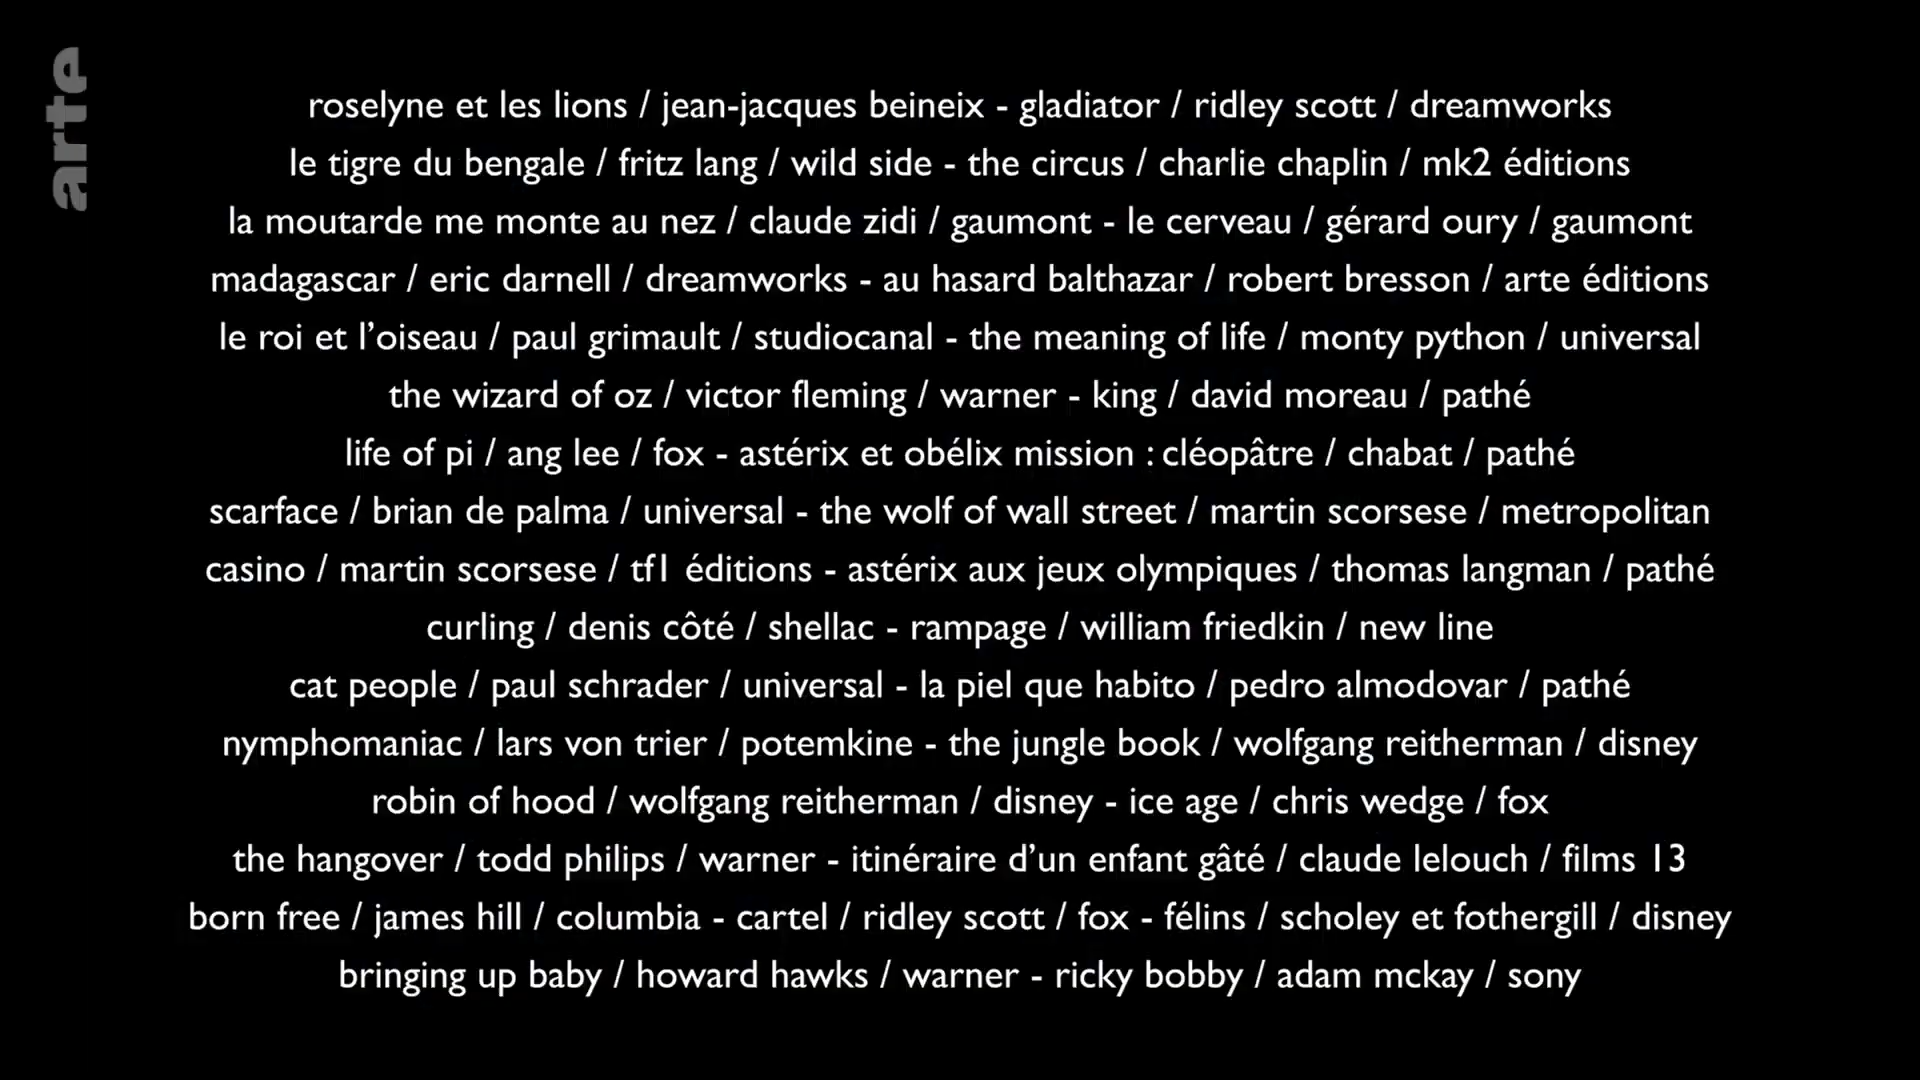 arte
roselyne et les lions / jean-jacques beineix - gladiator / ridley scott / dreamworks
le tigre du bengale / fritz lang / wild side - the circus / charlie chaplin / mk2 éditions
la moutarde me monte au nez / claude zidi / gaumont - le cerveau / gérard oury / gaumont
madagascar / eric darnell / dreamworks - au hasard balthazar / robert bresson / arte éditions
le roi et l’oiseau / paul grimault / studiocanal - the meaning of life / monty python / universal
the wizard of oz / victor fleming / warner - king / david moreau / pathé
life of pi / ang lee / fox - astérix et obélix mission : cléopâtre / chabat / pathé
scarface / brian de palma / universal - the wolf of wall street / martin scorsese / metropolitan
casino / martin scorsese / tf1 éditions - astérix aux jeux olympiques / thomas langman / pathé
curling / denis côté / shellac - rampage / william friedkin / new line
cat people / paul schrader / universal - la piel que habito / pedro almodovar / pathé
nymphomaniac / lars von trier / potemkine - the jungle book / wolfgang reitherman / disney
robin of hood / wolfgang reitherman / disney - ice age / chris wedge / fox
the hangover / todd philips / warner - itinéraire d’un enfant gâté / claude lelouch / films 13
born free / james hill / columbia - cartel / ridley scott / fox - félins / scholey et fothergill / disney
bringing up baby / howard hawks / warner - ricky bobby / adam mckay / sony